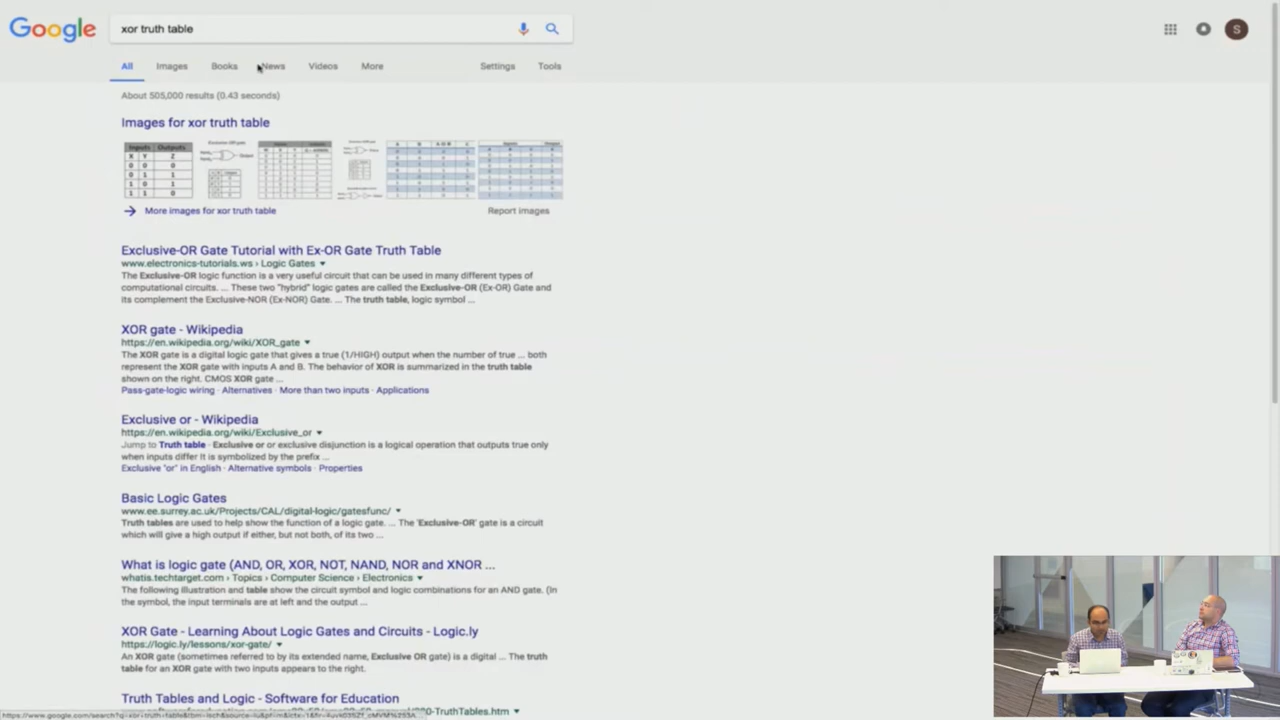 Google
xor truth table
S
All Images Books News Videos More Settings Tools
About 505,000 results (0.43 seconds)
Images for xor truth table
Inputs Outputs
X Y Z
0 0 0
0 1 1
1 0 1
1 1 0
More images for xor truth table
Report images
Exclusive-OR Gate Tutorial with Ex-OR Gate Truth Table
www.electronics-tutorials.ws › Logic Gates
The Exclusive-OR logic function is a very useful circuit that can be used in many different types of
computational circuits. ... These two "hybrid" logic gates are called the Exclusive-OR (Ex-OR) Gate and
its complement the Exclusive-NOR (Ex-NOR) Gate. ... The truth table, logic symbol ...
XOR gate - Wikipedia
https://en.wikipedia.org/wiki/XOR_gate
The XOR gate is a digital logic gate that gives a true (1/HIGH) output when the number of true ... both
represent the XOR gate with inputs A and B. The behavior of XOR is summarized in the truth table
shown on the right. CMOS XOR gate ...
Pass-gate-logic wiring · Alternatives · More than two inputs · Applications
Exclusive or - Wikipedia
https://en.wikipedia.org/wiki/Exclusive_or
Jump to Truth table - Exclusive or or exclusive disjunction is a logical operation that outputs true only
when inputs differ It is symbolized by the prefix ...
Exclusive "or" in English · Alternative symbols · Properties
Basic Logic Gates
www.ee.surrey.ac.uk/Projects/CAL/digital-logic/gatesfunc/
Truth tables are used to help show the function of a logic gate. ... The 'Exclusive-OR' gate is a circuit
which will give a high output if either, but not both, of its two ...
What is logic gate (AND, OR, XOR, NOT, NAND, NOR and XNOR ...
whatis.techtarget.com › Topics › Computer Science › Electronics
The following illustration and table show the circuit symbol and logic combinations for an AND gate. (In
the symbol, the input terminals are at left and the output ...
XOR Gate - Learning About Logic Gates and Circuits - Logic.ly
https://logic.ly/lessons/xor-gate/
An XOR gate (sometimes referred to by its extended name, Exclusive OR gate) is a digital ... The truth
table for an XOR gate with two inputs appears to the right.
Truth Tables and Logic - Software for Education